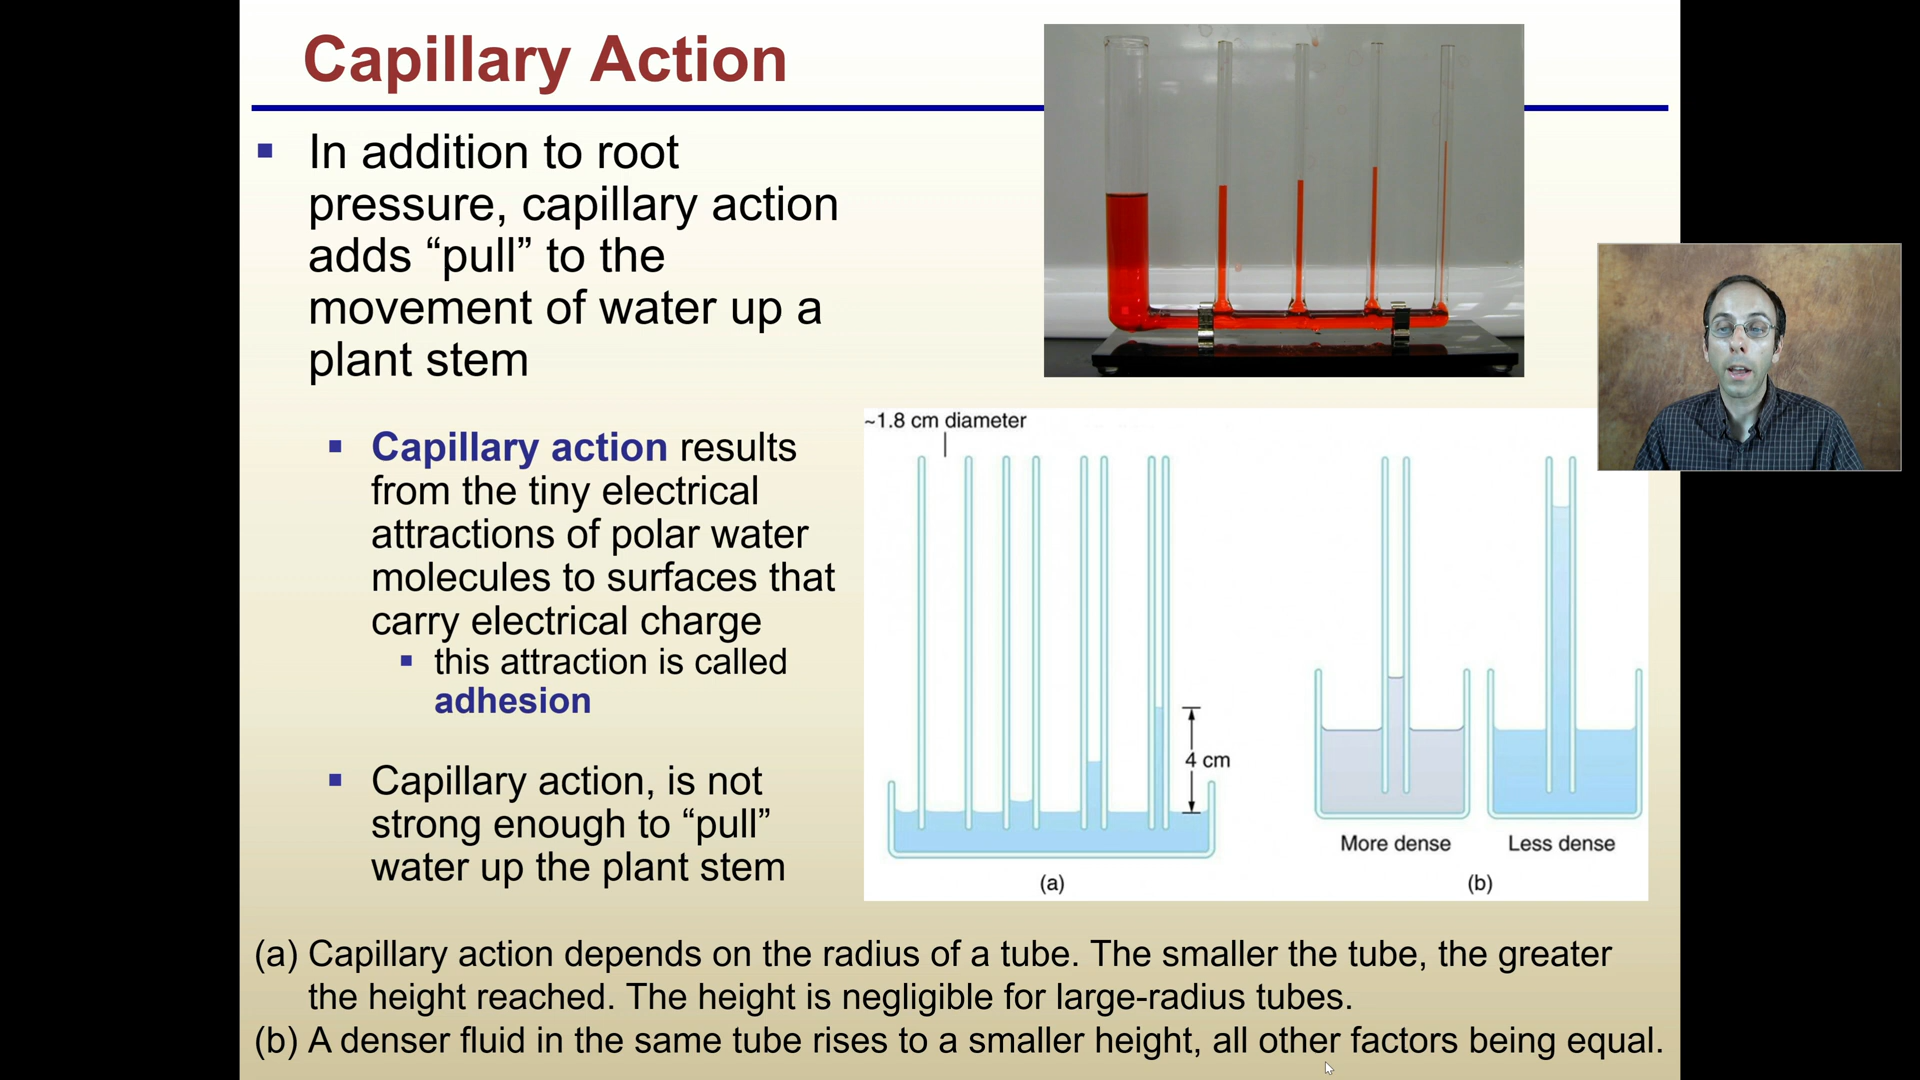 Capillary Action
In addition to root
pressure, capillary action
adds “pull” to the
movement of water up a
plant stem
Capillary action results
from the tiny electrical
attractions of polar water
molecules to surfaces that
carry electrical charge
this attraction is called
adhesion
Capillary action, is not
strong enough to “pull”
water up the plant stem
~1.8 cm diameter
4 cm
(a)
More dense
Less dense
(b)
(a) Capillary action depends on the radius of a tube. The smaller the tube, the greater
the height reached. The height is negligible for large-radius tubes.
(b) A denser fluid in the same tube rises to a smaller height, all other factors being equal.